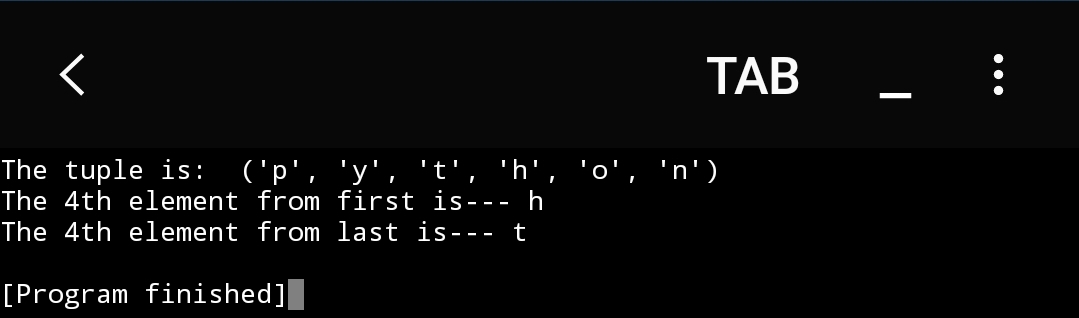 TAB _
The tuple is:  ('p', 'y', 't', 'h', 'o', 'n')
The 4th element from first is--- h
The 4th element from last is--- t
[Program finished]